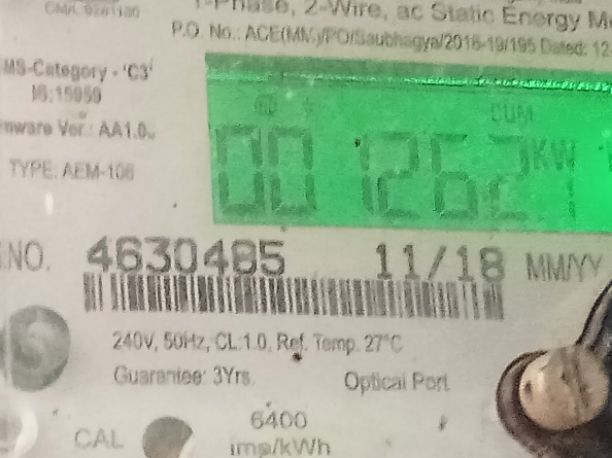 1-Phase, 2-Wire, ac Static Energy M
P.O. No.: ACE(MM)/PO/Saubhagya/2018-19/195 Dated: 12-
MS-Category - 'C3'
IS:15959
mware Ver.: AA1.0
TYPE: AEM-106
CUM
00 1262.1
KW
.NO. 4630485 11/18 MM/YY
240V, 50Hz, CL:1.0, Ref. Temp. 27°C
Guarantee: 3Yrs.
Optical Port
6400
imp/kWh
CAL